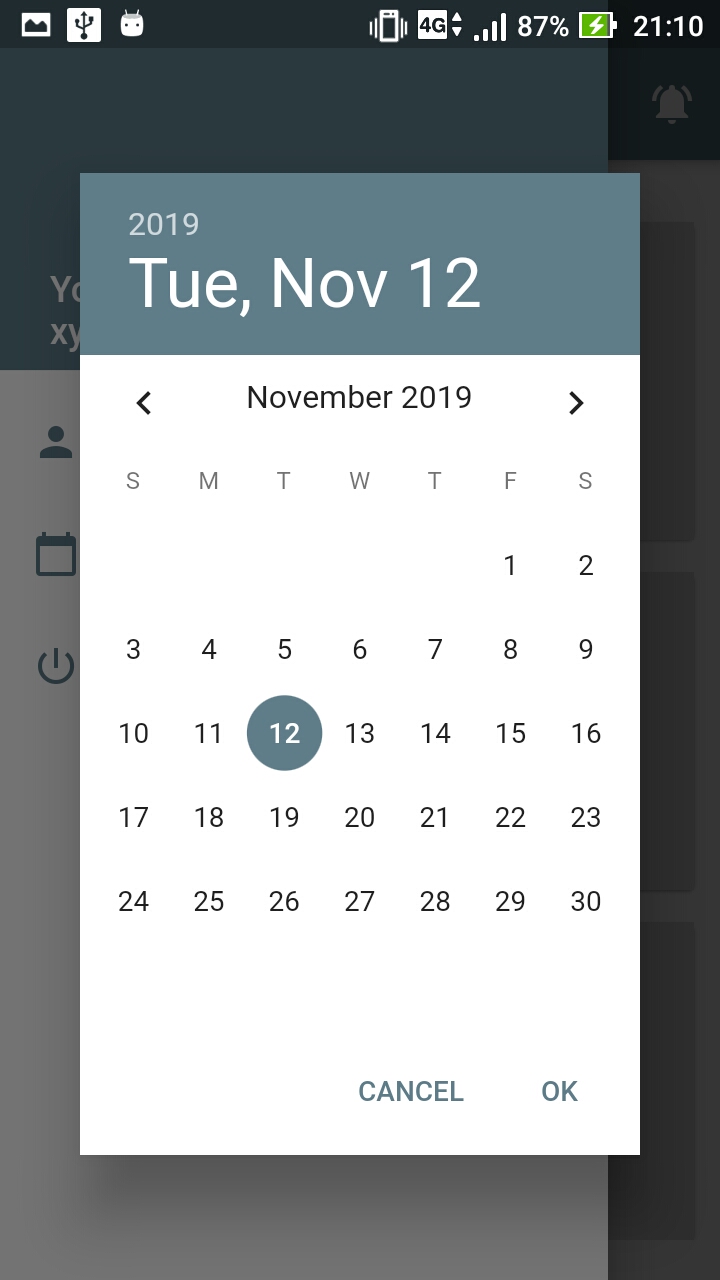 4G 87% 21:10
2019
Tue, Nov 12
November 2019
S M T W T F S
1 2
3 4 5 6 7 8 9
10 11 12 13 14 15 16
17 18 19 20 21 22 23
24 25 26 27 28 29 30
CANCEL OK